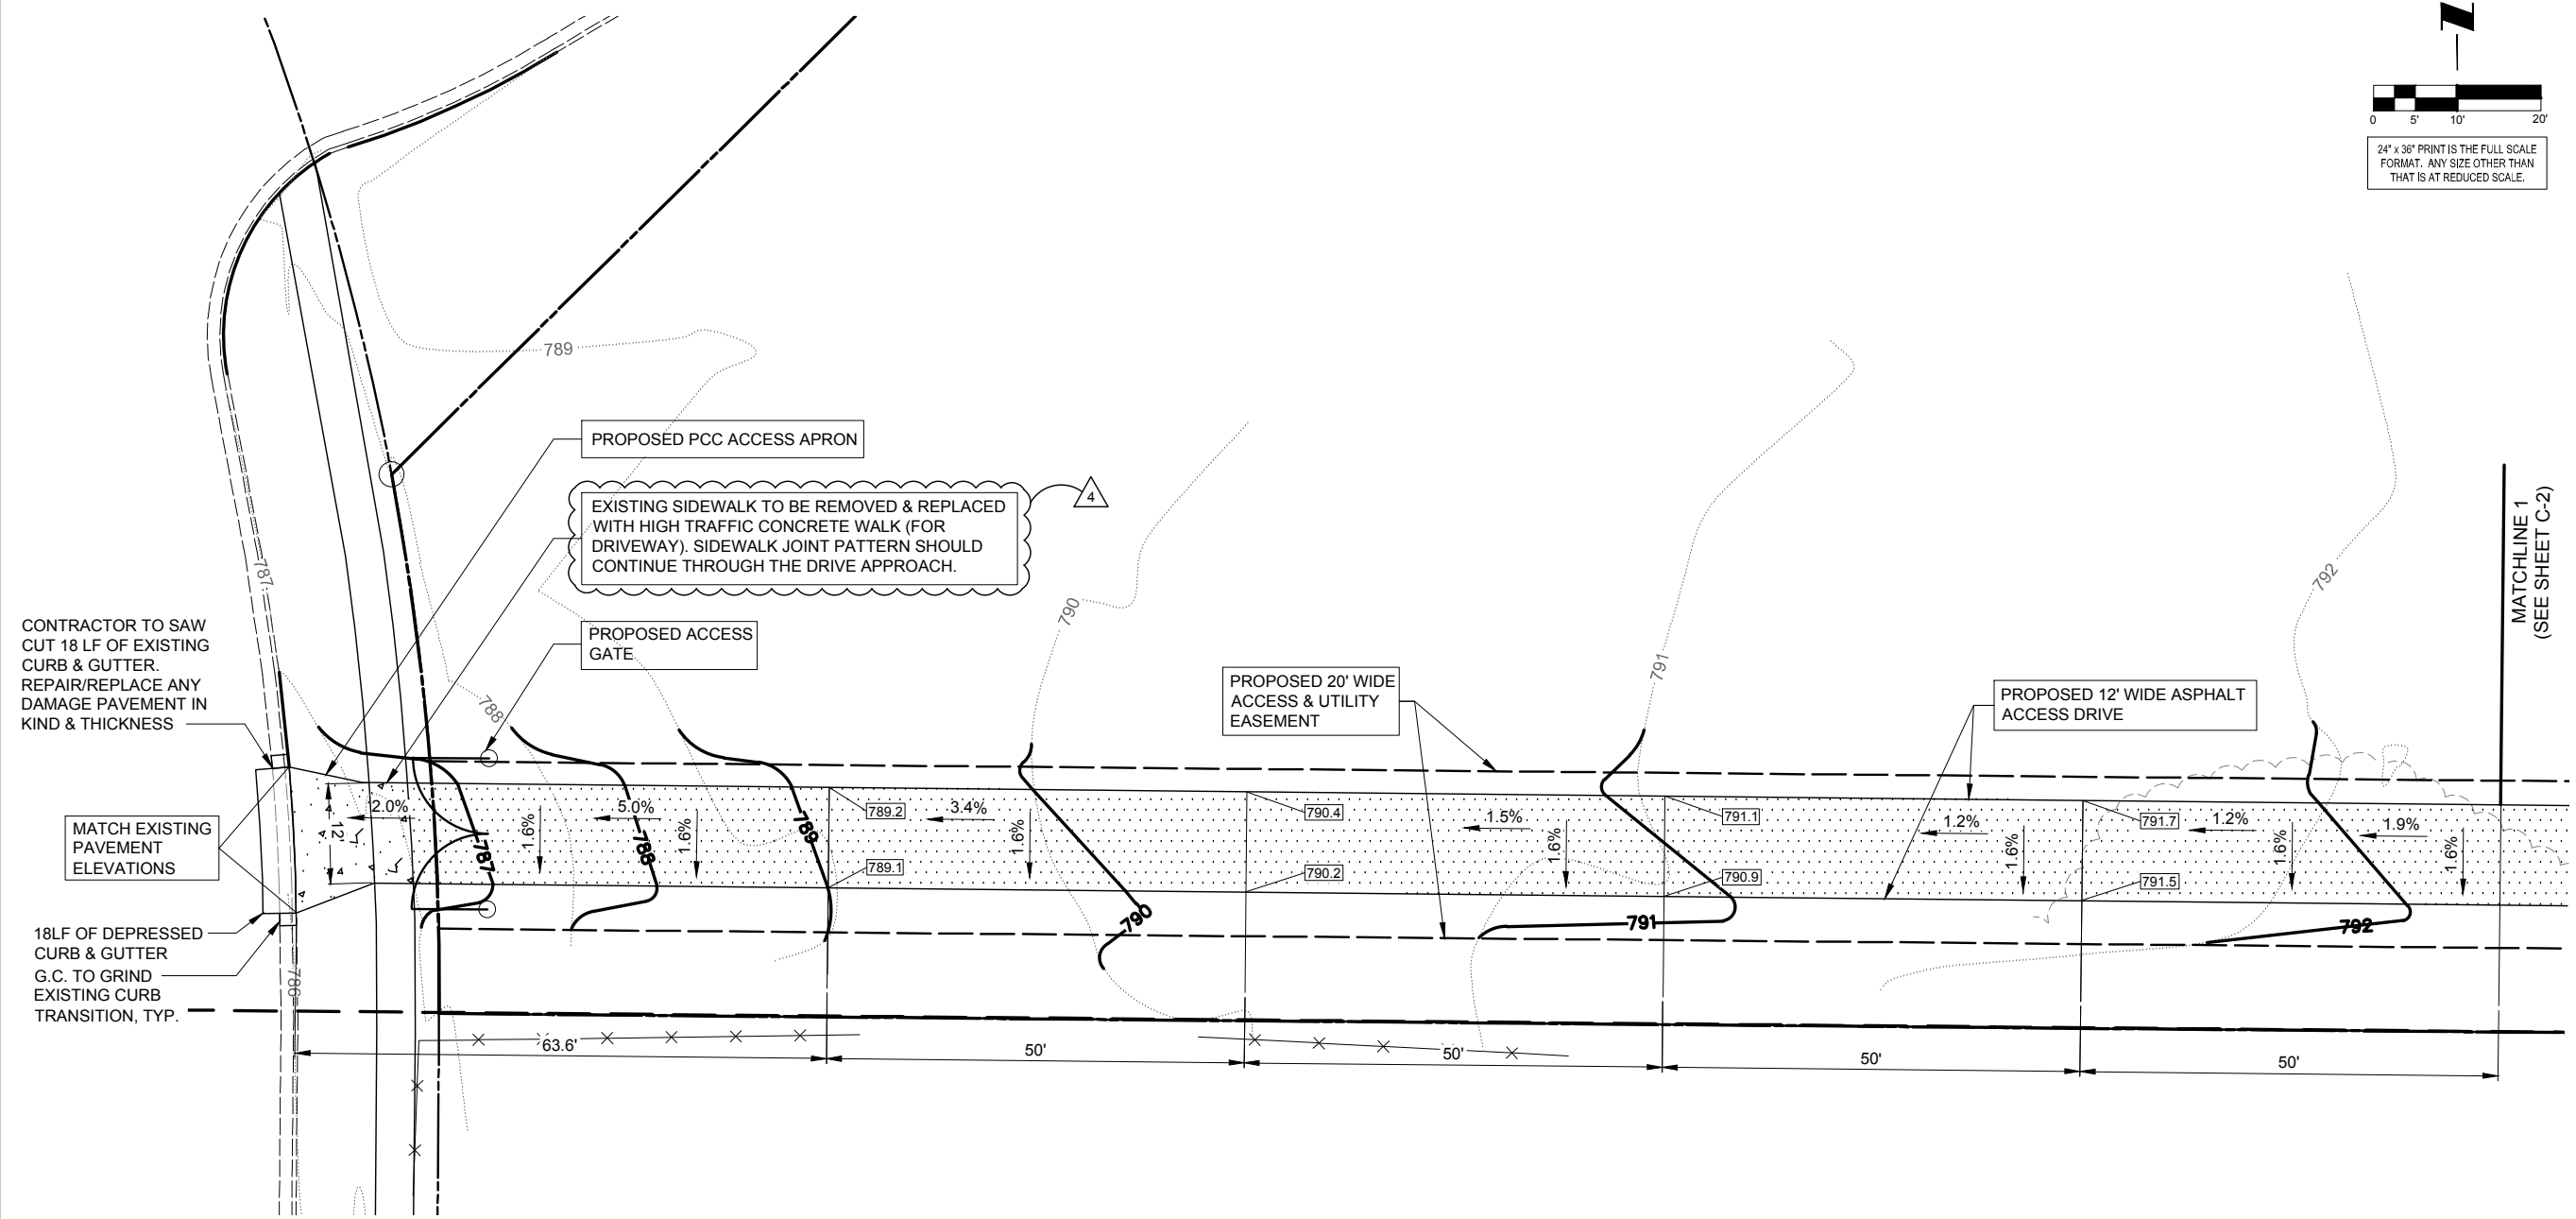 0 5' 10' 20'
24" x 36" PRINT IS THE FULL SCALE
FORMAT. ANY SIZE OTHER THAN
THAT IS AT REDUCED SCALE.
789
PROPOSED PCC ACCESS APRON
EXISTING SIDEWALK TO BE REMOVED & REPLACED
WITH HIGH TRAFFIC CONCRETE WALK (FOR
DRIVEWAY). SIDEWALK JOINT PATTERN SHOULD
CONTINUE THROUGH THE DRIVE APPROACH.
4
787
790
791
792
MATCHLINE 1
(SEE SHEET C-2)
CONTRACTOR TO SAW
CUT 18 LF OF EXISTING
CURB & GUTTER.
REPAIR/REPLACE ANY
DAMAGE PAVEMENT IN
KIND & THICKNESS
PROPOSED ACCESS
GATE
788
PROPOSED 20' WIDE
ACCESS & UTILITY
EASEMENT
PROPOSED 12' WIDE ASPHALT
ACCESS DRIVE
MATCH EXISTING
PAVEMENT
ELEVATIONS
12'
2.0%
787
1.6%
5.0%
788
1.6%
789
789.2
789.1
3.4%
1.6%
790
790.4
790.2
1.5%
1.6%
791
791.1
790.9
1.2%
1.6%
791.7
791.5
1.2%
1.6%
792
1.9%
1.6%
18LF OF DEPRESSED
CURB & GUTTER
G.C. TO GRIND
EXISTING CURB
TRANSITION, TYP.
786
63.6'
50'
50'
50'
50'